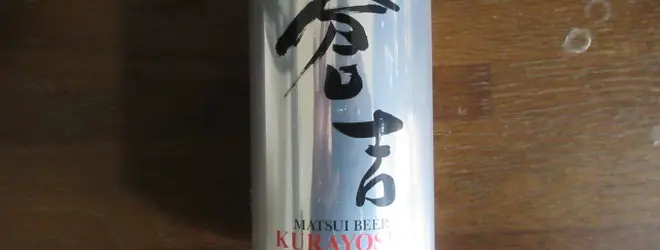 倉吉
MATSUI BEER
KURAYOS